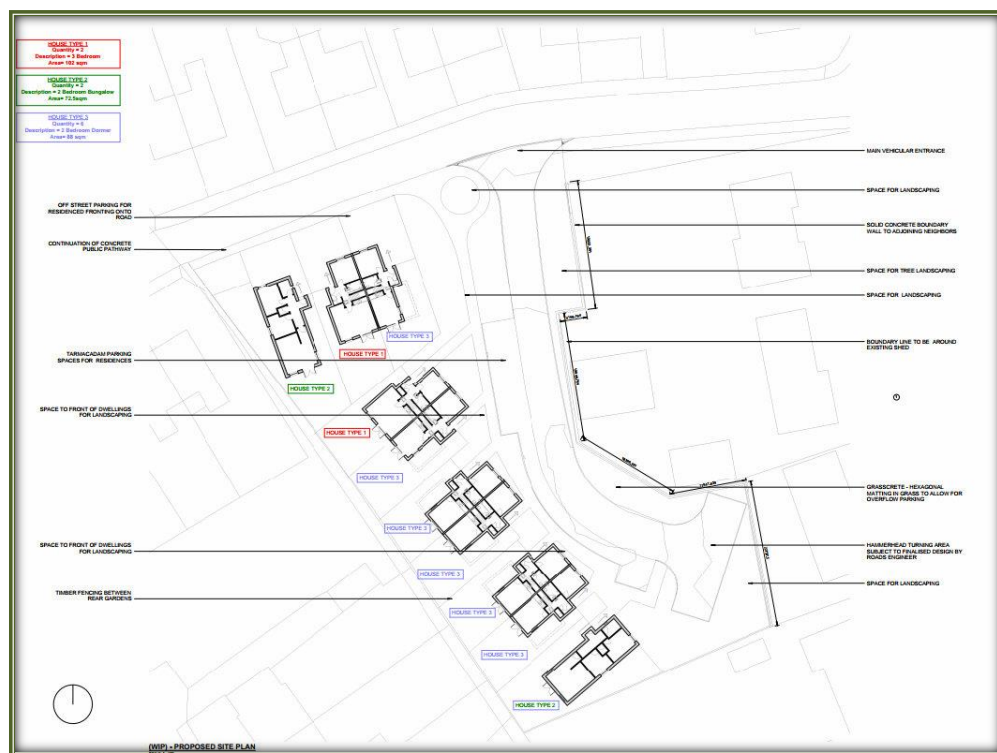 HOUSE TYPE 1
Quantity = 2
Description = 3 Bedroom
Area= 102 sqm
HOUSE TYPE 2
Quantity = 2
Description = 2 Bedroom Bungalow
Area= 72.5sqm
HOUSE TYPE 3
Quantity = 6
Description = 2 Bedroom Dormer
Area= 88 sqm
MAIN VEHICULAR ENTRANCE
SPACE FOR LANDSCAPING
OFF STREET PARKING FOR
RESIDENCED FRONTING ONTO
ROAD
SOLID CONCRETE BOUNDARY
WALL TO ADJOINING NEIGHBORS
CONTINUATION OF CONCRETE
PUBLIC PATHWAY
SPACE FOR TREE LANDSCAPING
SPACE FOR LANDSCAPING
HOUSE TYPE 3
BOUNDARY LINE TO BE AROUND
EXISTING SHED
HOUSE TYPE 1
TARMACADAM PARKING
SPACES FOR RESIDENCES
HOUSE TYPE 2
SPACE TO FRONT OF DWELLINGS
FOR LANDSCAPING
HOUSE TYPE 1
HOUSE TYPE 3
GRASSCRETE - HEXAGONAL
MATTING IN GRASS TO ALLOW FOR
OVERFLOW PARKING
HOUSE TYPE 3
SPACE TO FRONT OF DWELLINGS
FOR LANDSCAPING
HAMMERHEAD TURNING AREA
SUBJECT TO FINALISED DESIGN BY
ROADS ENGINEER
HOUSE TYPE 3
SPACE FOR LANDSCAPING
TIMBER FENCING BETWEEN
REAR GARDENS
HOUSE TYPE 3
HOUSE TYPE 3
HOUSE TYPE 2
(WIP) - PROPOSED SITE PLAN